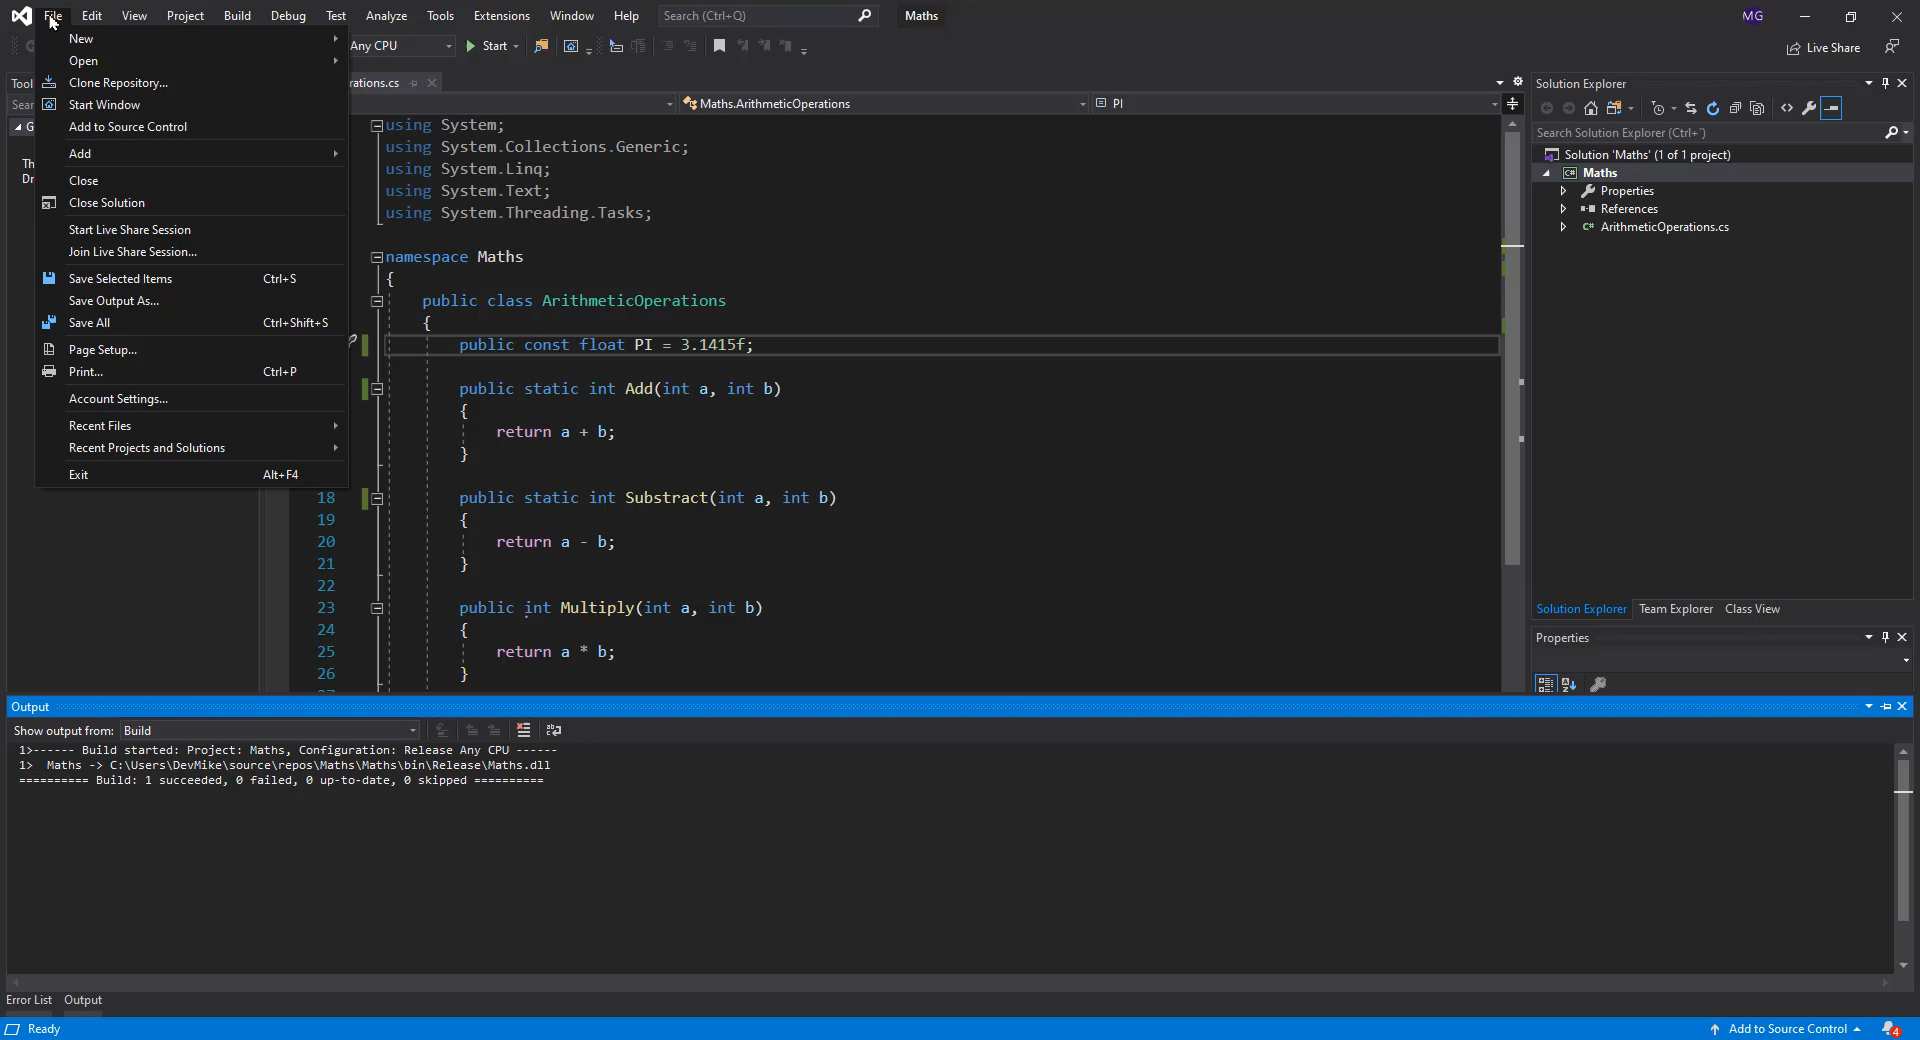 File Edit View Project Build Debug Test Analyze Tools Extensions Window Help Search (Ctrl+Q) Maths MG
Any CPU Start Live Share
New
Open
Clone Repository...
Start Window
Add to Source Control
Add
Close
Close Solution
Start Live Share Session
Join Live Share Session...
Save Selected Items Ctrl+S
Save Output As...
Save All Ctrl+Shift+S
Page Setup...
Print... Ctrl+P
Account Settings...
Recent Files
Recent Projects and Solutions
Exit Alt+F4
Tool
Sear
G
Th
Dr
rations.cs
Maths.ArithmeticOperations PI
using System;
using System.Collections.Generic;
using System.Linq;
using System.Text;
using System.Threading.Tasks;
namespace Maths
{
public class ArithmeticOperations
{
public const float PI = 3.1415f;
public static int Add(int a, int b)
{
return a + b;
}
18 public static int Substract(int a, int b)
19 {
20 return a - b;
21 }
22
23 public int Multiply(int a, int b)
24 {
25 return a * b;
26 }
Solution Explorer
Search Solution Explorer (Ctrl+¨)
Solution 'Maths' (1 of 1 project)
C# Maths
Properties
References
C# ArithmeticOperations.cs
Solution Explorer Team Explorer Class View
Properties
Output
Show output from: Build
1>------ Build started: Project: Maths, Configuration: Release Any CPU ------
1>  Maths -> C:\Users\DevMike\source\repos\Maths\Maths\bin\Release\Maths.dll
========== Build: 1 succeeded, 0 failed, 0 up-to-date, 0 skipped ==========
Error List Output
Ready Add to Source Control 4